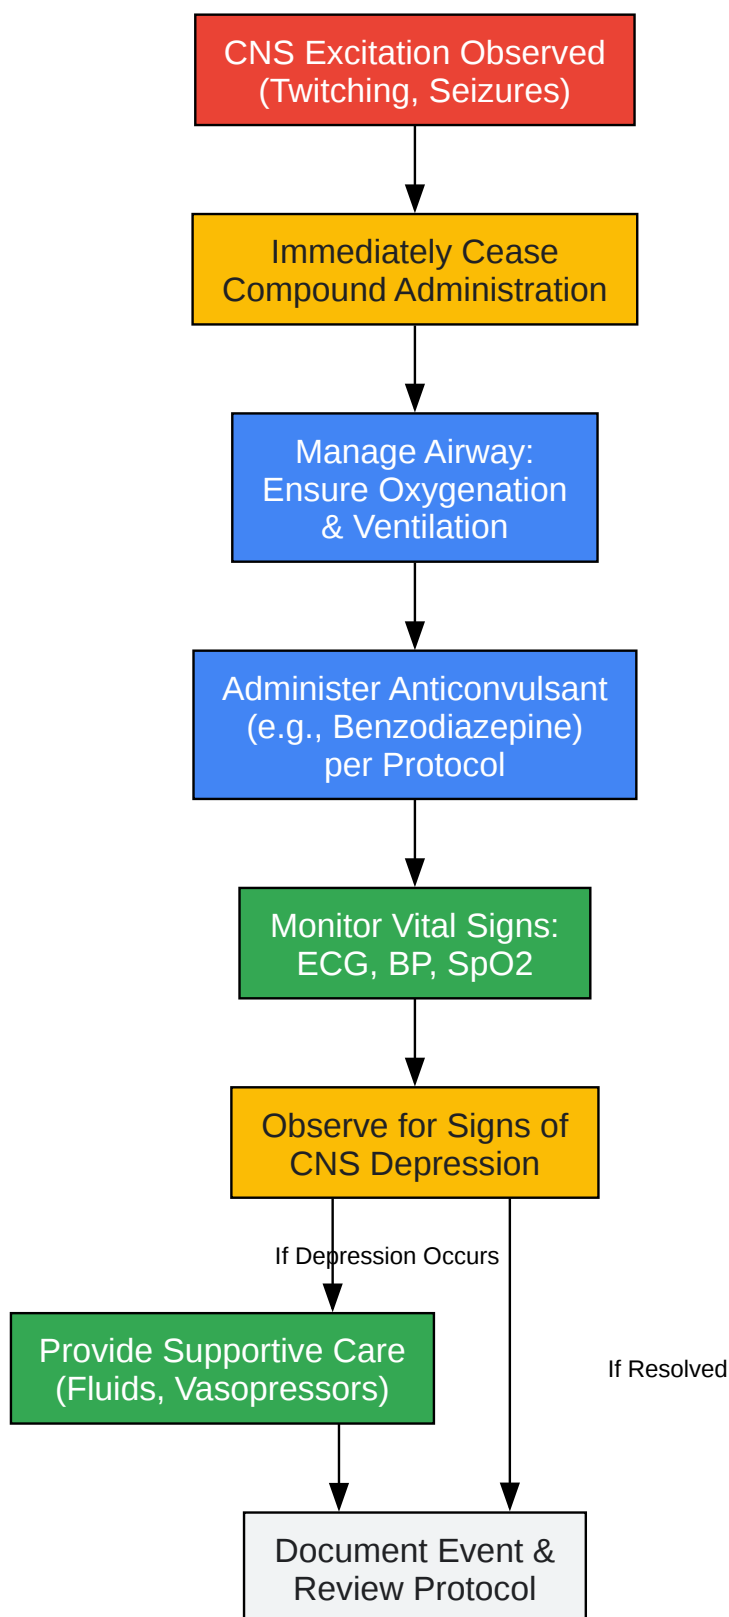 CNS Excitation Observed
(Twitching, Seizures)
Immediately Cease
Compound Administration
Manage Airway:
Ensure Oxygenation
& Ventilation
Administer Anticonvulsant
(e.g., Benzodiazepine)
per Protocol
Monitor Vital Signs:
ECG, BP, SpO2
Observe for Signs of
CNS Depression
If Depression Occurs
Provide Supportive Care
(Fluids, Vasopressors)
If Resolved
Document Event &
Review Protocol